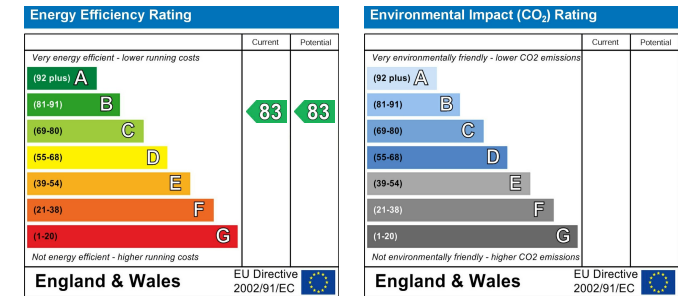 Energy Efficiency Rating
Current Potential
Very energy efficient - lower running costs
(92 plus) A
(81-91) B
83 83
(69-80) C
(55-68) D
(39-54) E
(21-38) F
(1-20) G
Not energy efficient - higher running costs
England & Wales
EU Directive
2002/91/EC
Environmental Impact (CO₂) Rating
Current Potential
Very environmentally friendly - lower CO2 emissions
(92 plus) A
(81-91) B
(69-80) C
(55-68) D
(39-54) E
(21-38) F
(1-20) G
Not environmentally friendly - higher CO2 emissions
England & Wales
EU Directive
2002/91/EC